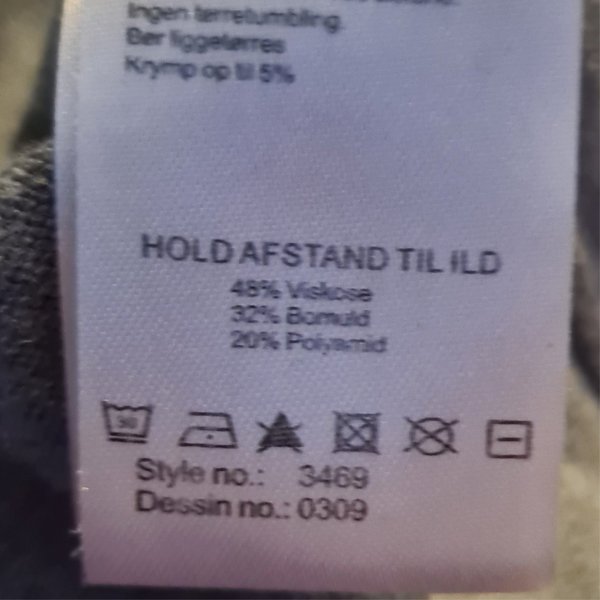 Ingen tørretumbling.
Bør liggetørres
Krymp op til 5%
HOLD AFSTAND TIL ILD
48% Viskose
32% Bomuld
20% Polyamid
30
Style no.: 3469
Dessin no.: 0309